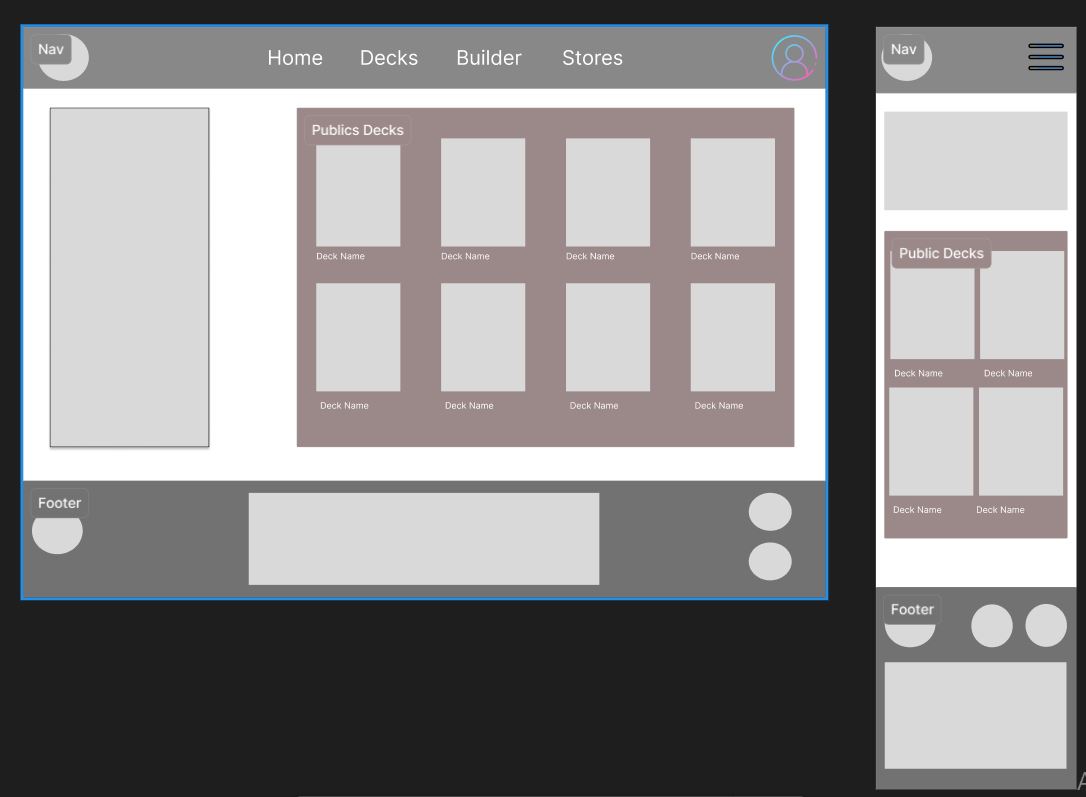 Nav
Home Decks Builder Stores
Publics Decks
Deck Name Deck Name Deck Name Deck Name
Deck Name Deck Name Deck Name Deck Name
Footer
Nav
Public Decks
Deck Name Deck Name
Deck Name Deck Name
Footer
A